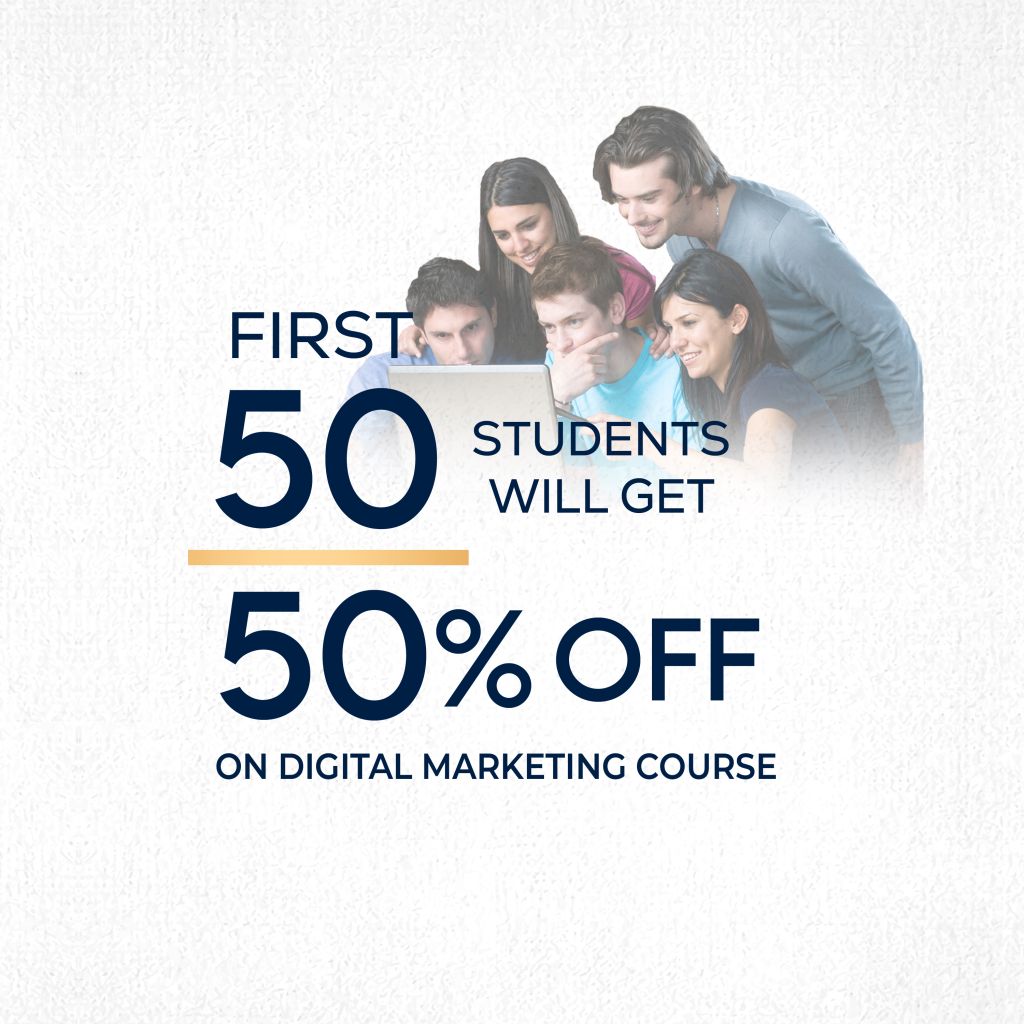 FIRST
50
STUDENTS
WILL GET
50% OFF
ON DIGITAL MARKETING COURSE